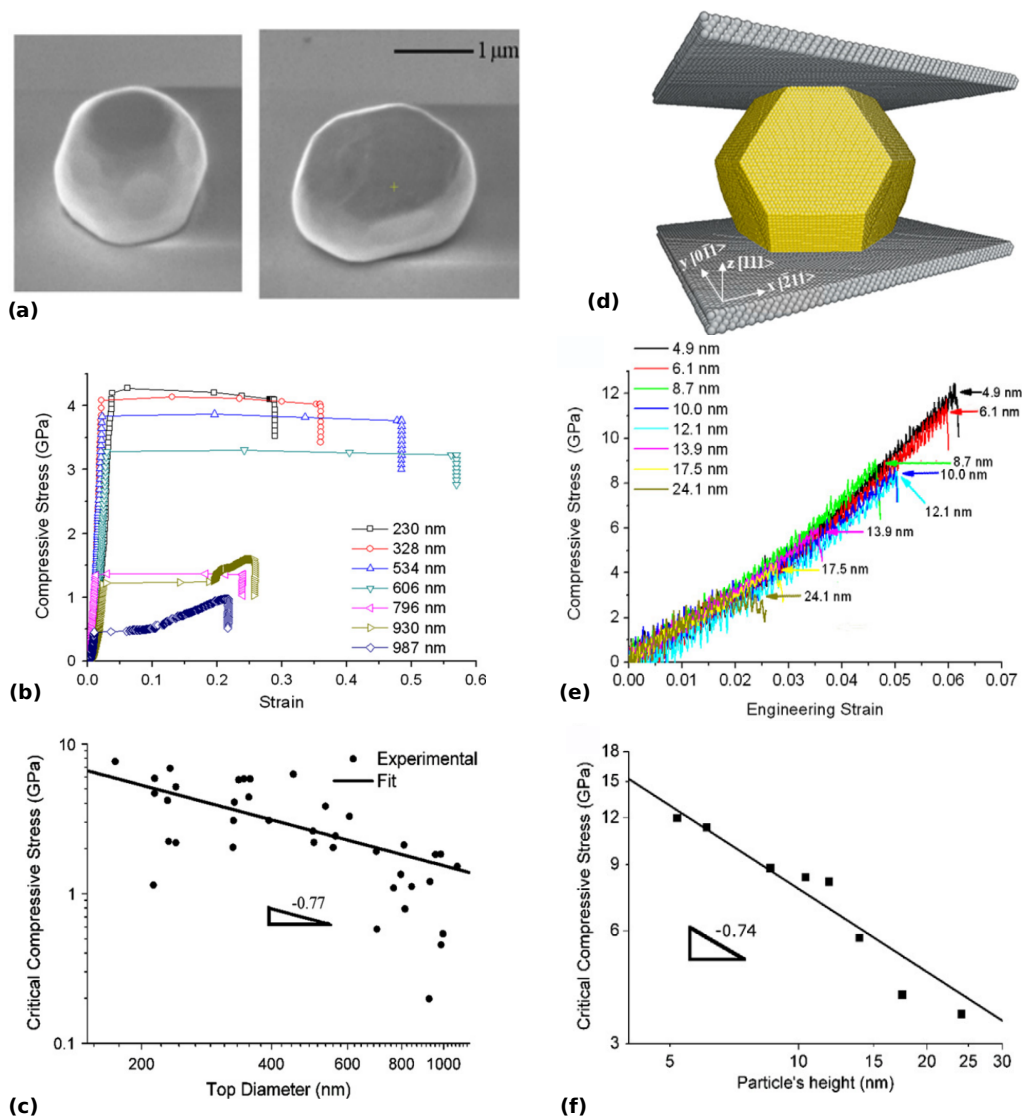 1 µm
(a)
y [01̄1]
z [111>
x [2̄11>
(d)
Compressive Stress (GPa)
4
3
2
1
0
230 nm
328 nm
534 nm
606 nm
796 nm
930 nm
987 nm
0.0 0.1 0.2 0.3 0.4 0.5 0.6
Strain
(b)
4.9 nm
6.1 nm
8.7 nm
10.0 nm
12.1 nm
13.9 nm
17.5 nm
24.1 nm
Compressive Stress (GPa)
12
10
8
6
4
2
0
4.9 nm
6.1 nm
8.7 nm
10.0 nm
12.1 nm
13.9 nm
17.5 nm
24.1 nm
0.00 0.01 0.02 0.03 0.04 0.05 0.06 0.07
Engineering Strain
(e)
Critical Compressive Stress (GPa)
10
1
0.1
Experimental
Fit
-0.77
200 400 600 800 1000
Top Diameter (nm)
(c)
Critical Compressive Stress (GPa)
18
15
12
9
6
3
-0.74
5 10 15 20 25 30
Particle's height (nm)
(f)